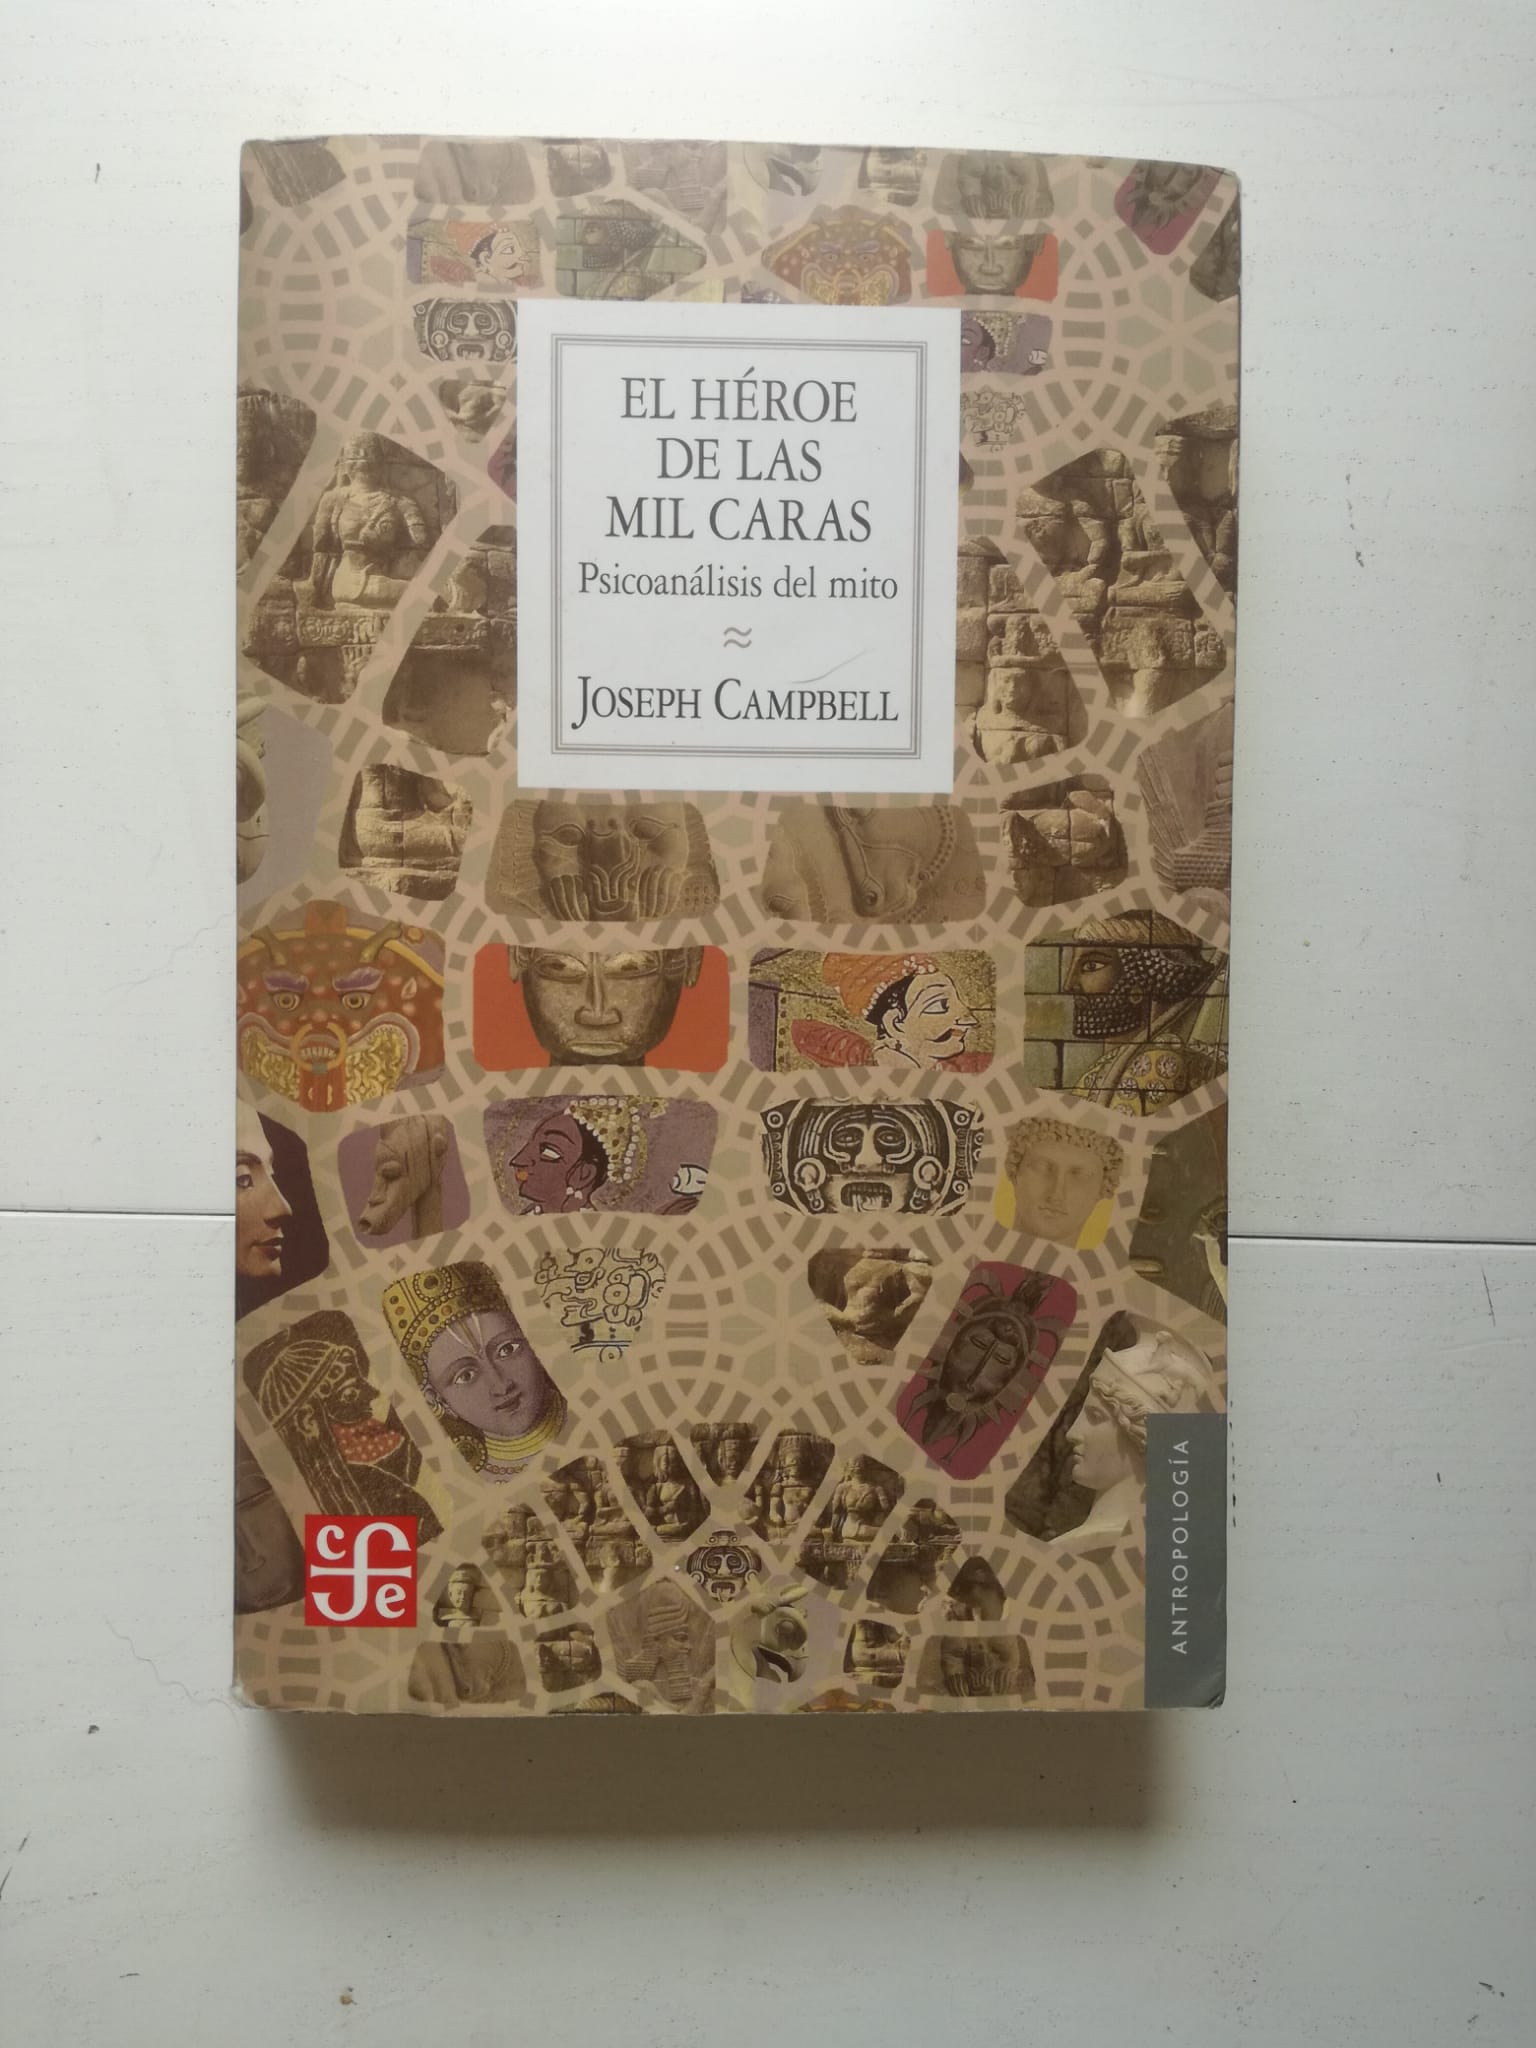 EL HÉROE
DE LAS
MIL CARAS
Psicoanálisis del mito
≈
JOSEPH CAMPBELL
cfe
ANTROPOLOGÍA